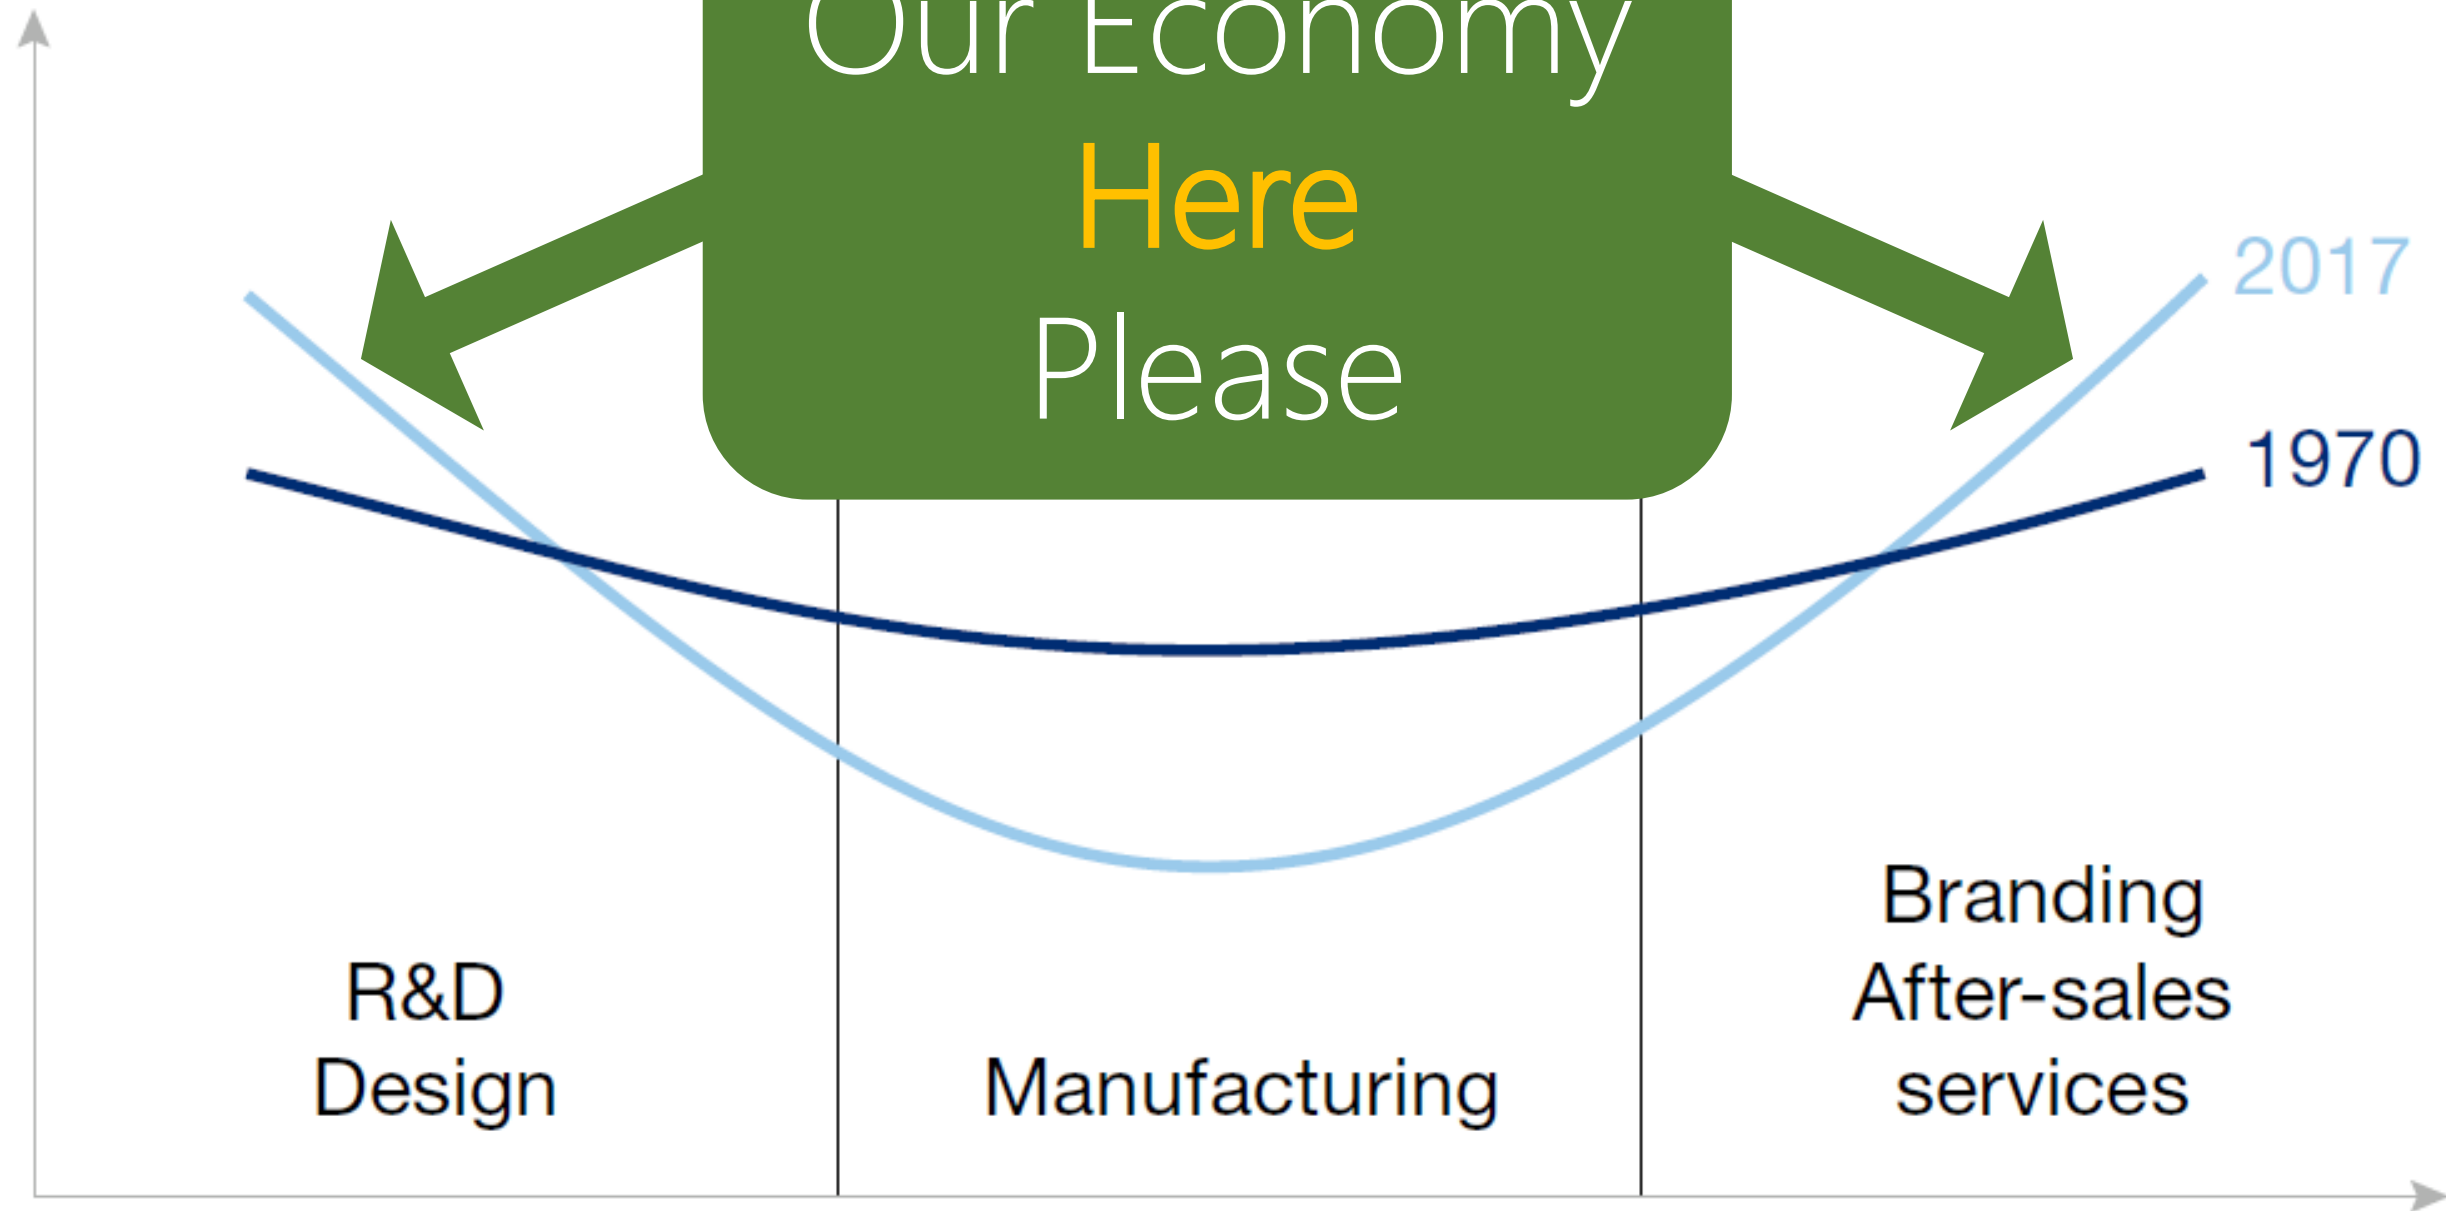 Our Economy
Here
Please
2017
1970
R&D
Design
Manufacturing
Branding
After-sales
services